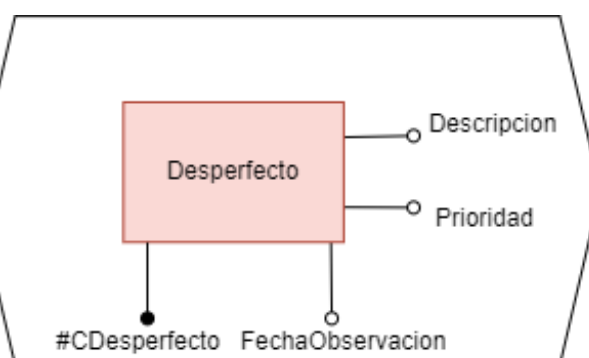 Descripcion
Desperfecto
Prioridad
#CDesperfecto
FechaObservacion